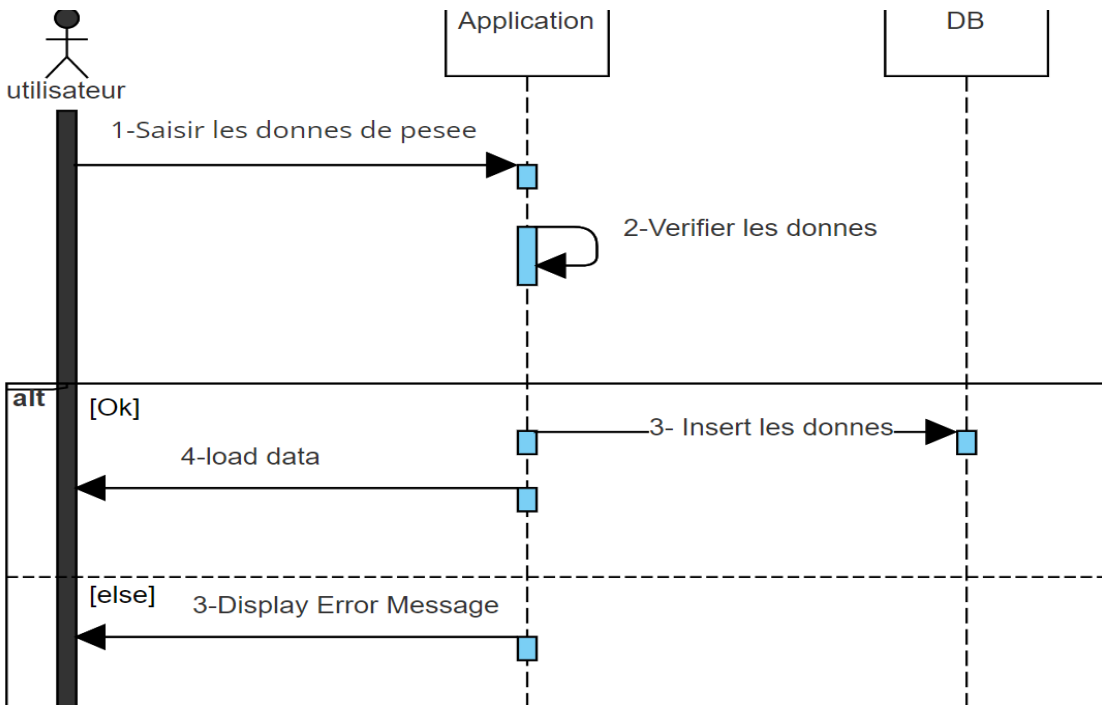 Application
DB
utilisateur
1-Saisir les donnes de pesee
2-Verifier les donnes
alt
[Ok]
3- Insert les donnes
4-load data
[else]
3-Display Error Message